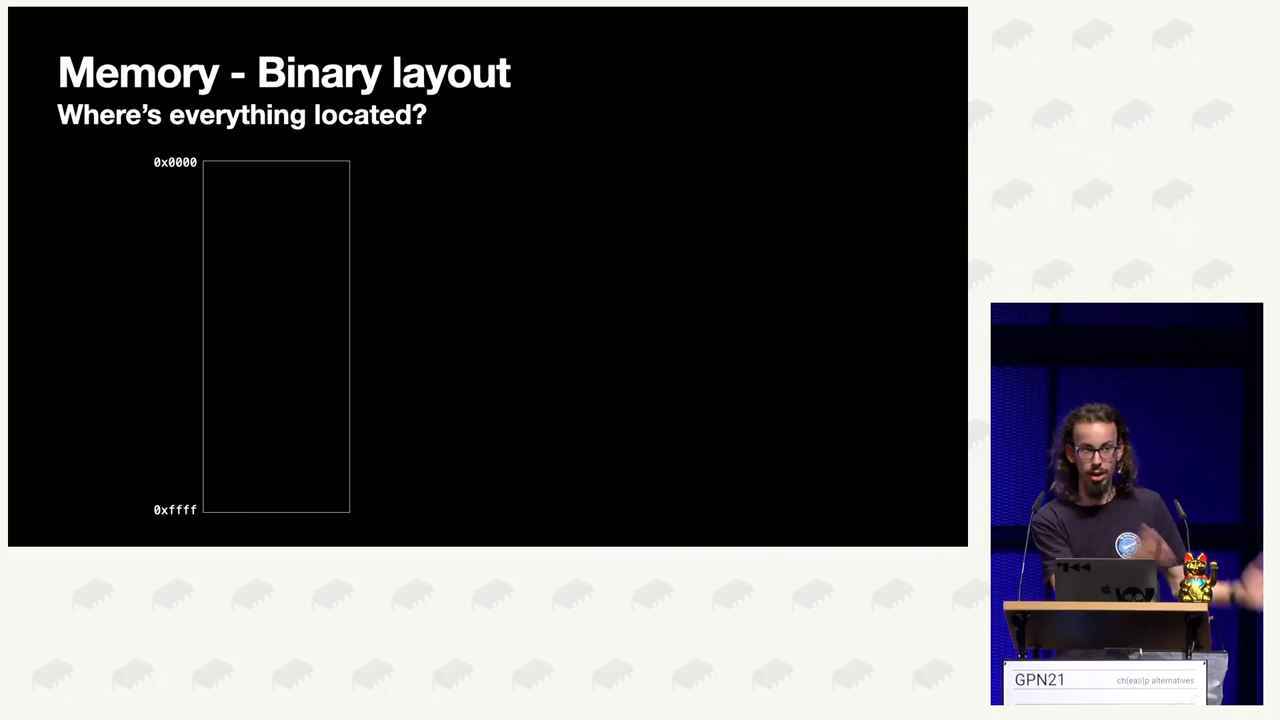 Memory - Binary layout
Where's everything located?
0x0000
0xffff
GPN21
ch(ea|i)p alternatives